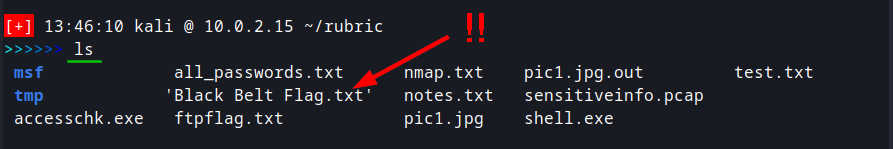 [+] 13:46:10 kali @ 10.0.2.15 ~/rubric
!!
>>>>>> ls
msf all_passwords.txt nmap.txt pic1.jpg.out test.txt
tmp 'Black Belt Flag.txt' notes.txt sensitiveinfo.pcap
accesschk.exe ftpflag.txt pic1.jpg shell.exe